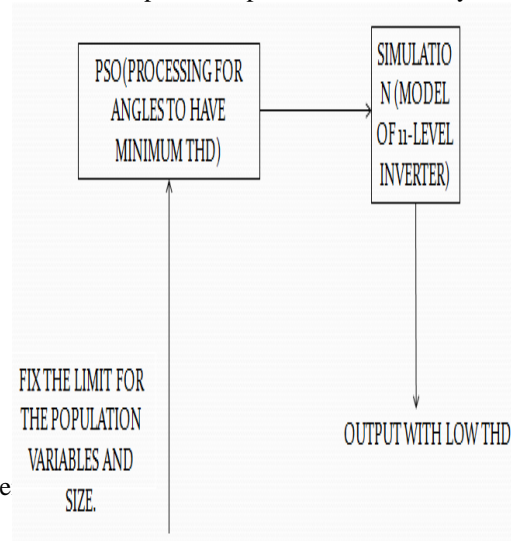 PSO(PROCESSING FOR
ANGLES TO HAVE
MINIMUM THD)
SIMULATIO
N (MODEL
OF 11-LEVEL
INVERTER)
FIX THE LIMIT FOR
THE POPULATION
VARIABLES AND
SIZE.
OUTPUT WITH LOW THD
e